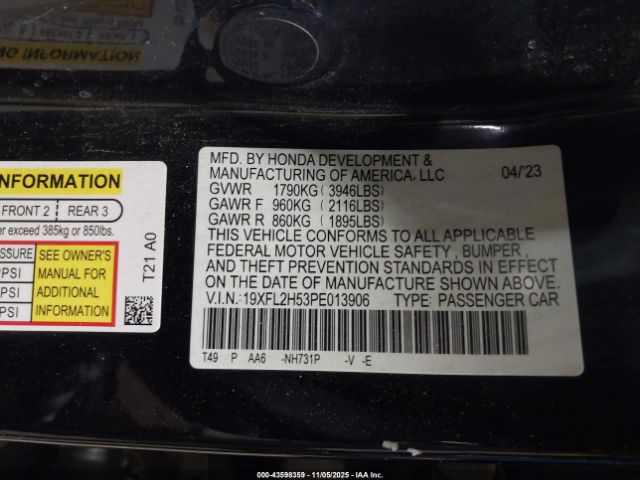 NG INFORMATION
NFORMATION
FRONT 2 REAR 3
er exceed 385kg or 850lbs.
SSURE
PSI
PSI
PSI
SEE OWNER'S
MANUAL FOR
ADDITIONAL
INFORMATION
T21 A0
MFD. BY HONDA DEVELOPMENT &
MANUFACTURING OF AMERICA, LLC 04/'23
GVWR 1790KG ( 3946LBS)
GAWR F 960KG ( 2116LBS)
GAWR R 860KG ( 1895LBS)
THIS VEHICLE CONFORMS TO ALL APPLICABLE
FEDERAL MOTOR VEHICLE SAFETY , BUMPER ,
AND THEFT PREVENTION STANDARDS IN EFFECT
ON THE DATE OF MANUFACTURE SHOWN ABOVE.
V.I.N.:19XFL2H53PE013906 TYPE: PASSENGER CAR
T49 P AA6 -NH731P -V -E
000-43598359 - 11/05/2025 - IAA Inc.